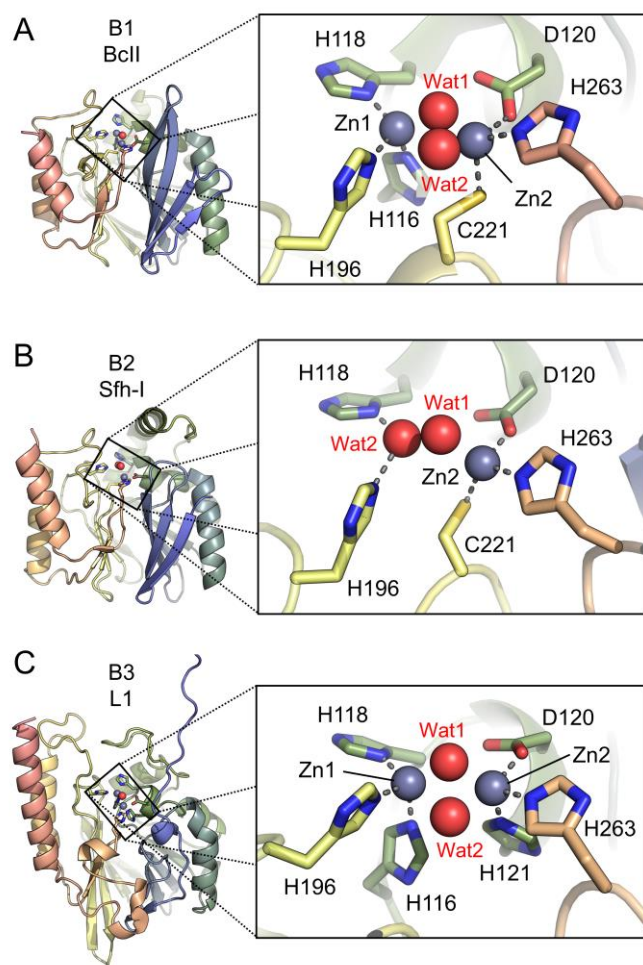 A
B1
BcII
H118
D120
Wat1
H263
Zn1
Wat2
Zn2
H116
C221
H196
B
B2
Sfh-I
H118
D120
Wat1
Wat2
H263
Zn2
C221
H196
C
B3
L1
H118
Wat1
D120
Zn1
Zn2
Wat2
H263
H196
H121
H116